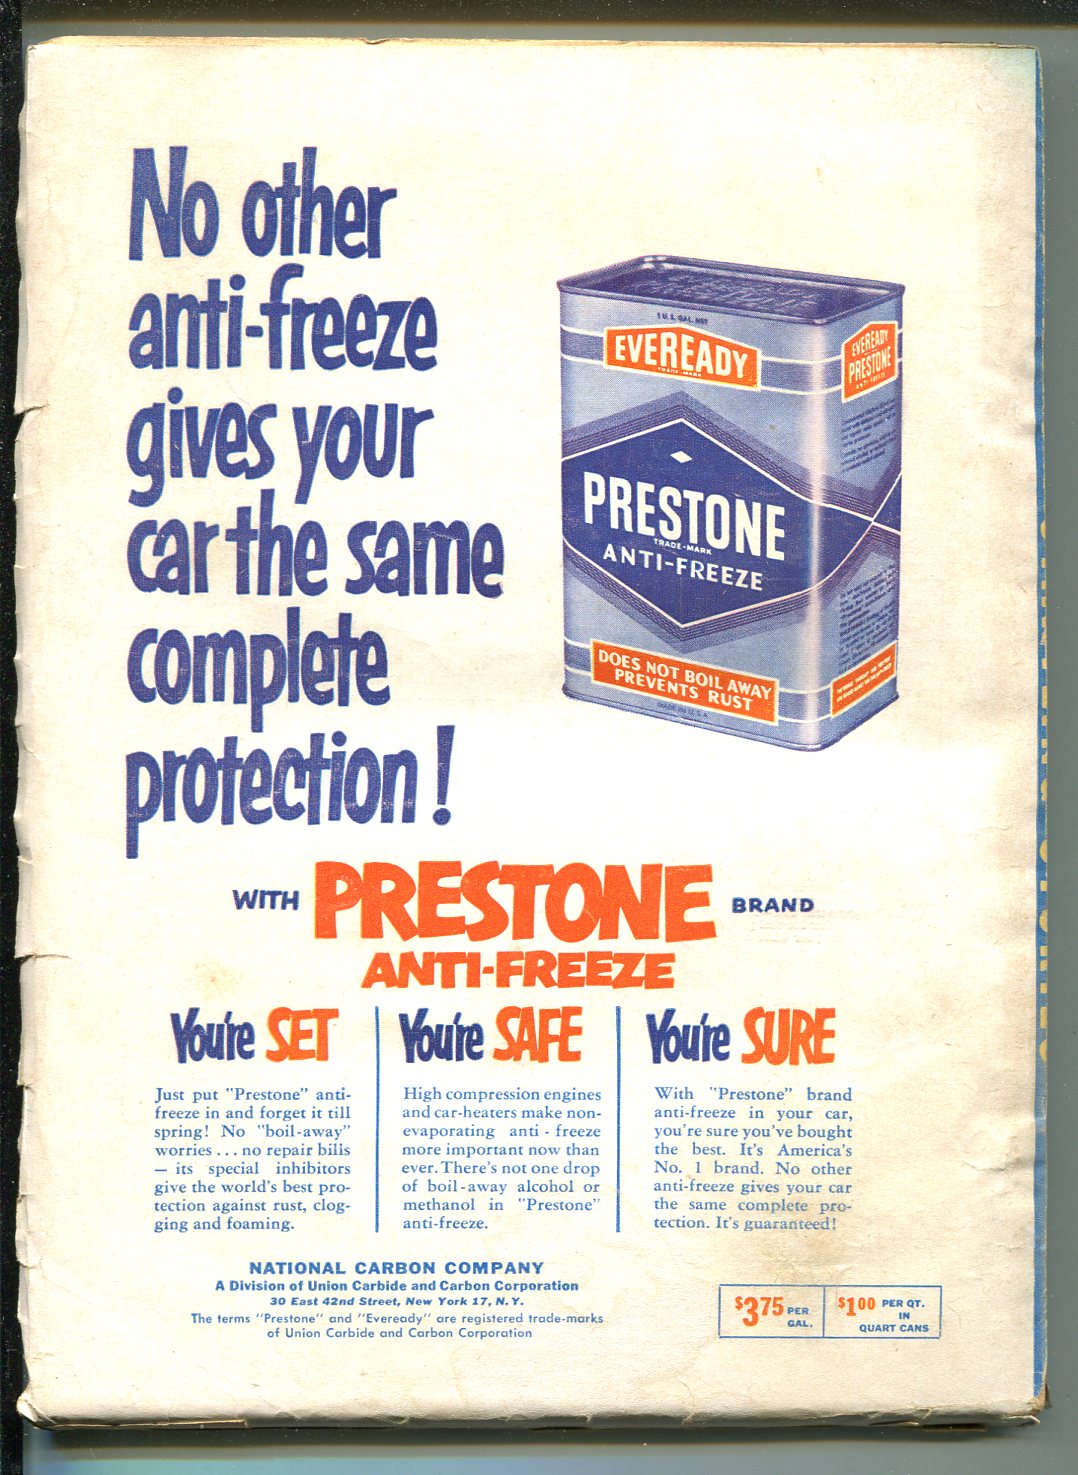 No other
anti-freeze
gives your
car the same
complete
protection!
1 U.S. GAL. NET
EVEREADY
TRADE-MARK
PRESTONE
TRADE-MARK
ANTI-FREEZE
DOES NOT BOIL AWAY
PREVENTS RUST
MADE IN U.S.A.
EVEREADY
PRESTONE
ANTI-FREEZE
WITH PRESTONE BRAND
ANTI-FREEZE
You're SET
Just put "Prestone" anti-
freeze in and forget it till
spring! No "boil-away"
worries . . . no repair bills
— its special inhibitors
give the world's best pro-
tection against rust, clog-
ging and foaming.
You're SAFE
High compression engines
and car-heaters make non-
evaporating anti-freeze
more important now than
ever. There's not one drop
of boil-away alcohol or
methanol in "Prestone"
anti-freeze.
You're SURE
With "Prestone" brand
anti-freeze in your car,
you're sure you've bought
the best. It's America's
No. 1 brand. No other
anti-freeze gives your car
the same complete pro-
tection. It's guaranteed!
NATIONAL CARBON COMPANY
A Division of Union Carbide and Carbon Corporation
30 East 42nd Street, New York 17, N.Y.
The terms "Prestone" and "Eveready" are registered trade-marks
of Union Carbide and Carbon Corporation
$3.75 PER
GAL.
$1.00 PER QT.
IN
QUART CANS